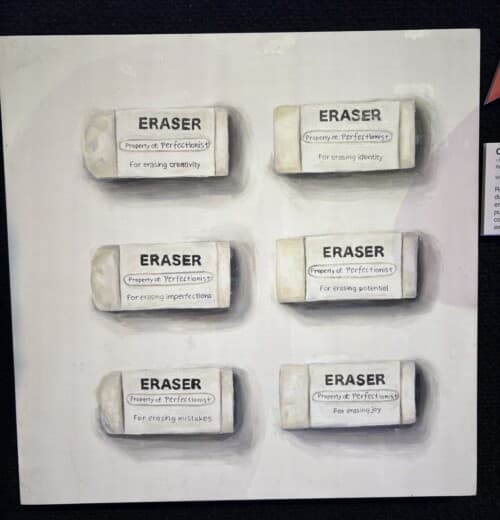 ERASER
Property of: Perfectionist
For erasing creativity
ERASER
Property of: Perfectionist
For erasing identity
ERASER
Property of: Perfectionist
For erasing imperfections
ERASER
Property of: Perfectionist
For erasing potential
ERASER
Property of: Perfectionist
For erasing mistakes
ERASER
Property of: Perfectionist
For erasing joy